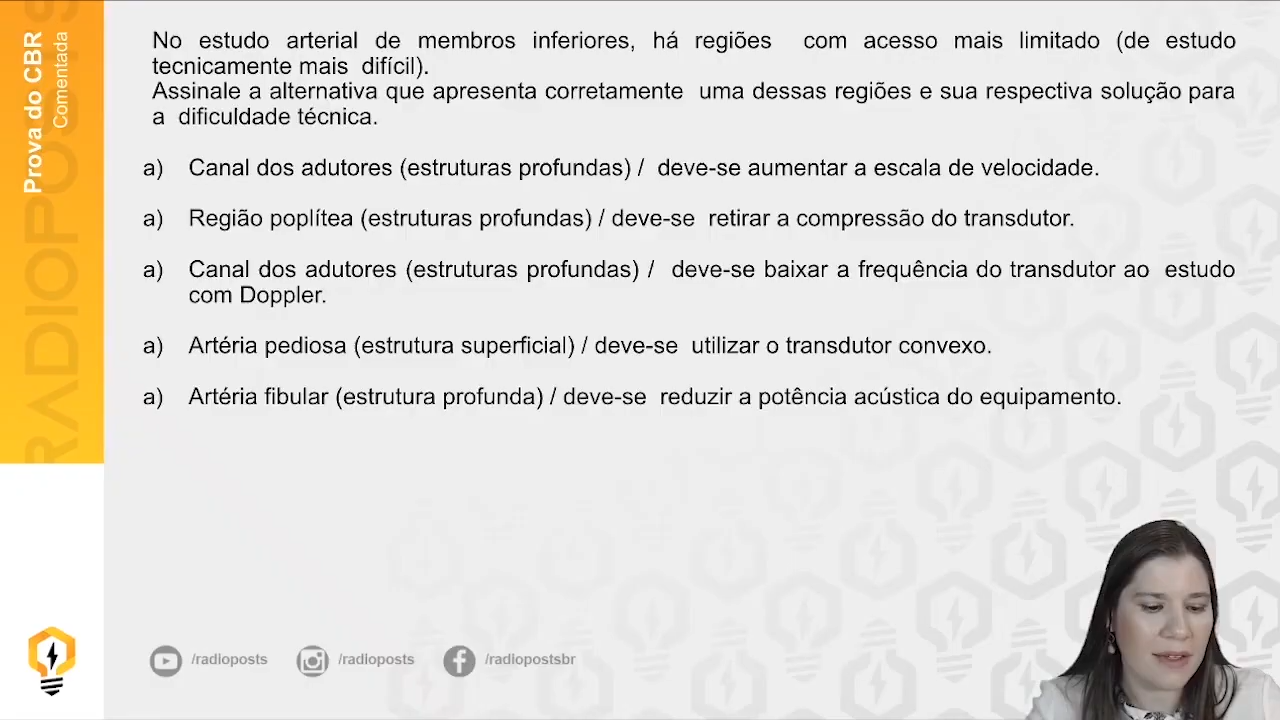 Prova do CBR
Comentada
RADIOPOSTS
No estudo arterial de membros inferiores, há regiões com acesso mais limitado (de estudo
tecnicamente mais difícil).
Assinale a alternativa que apresenta corretamente uma dessas regiões e sua respectiva solução para
a dificuldade técnica.
a) Canal dos adutores (estruturas profundas) / deve-se aumentar a escala de velocidade.
a) Região poplítea (estruturas profundas) / deve-se retirar a compressão do transdutor.
a) Canal dos adutores (estruturas profundas) / deve-se baixar a frequência do transdutor ao estudo
com Doppler.
a) Artéria pediosa (estrutura superficial) / deve-se utilizar o transdutor convexo.
a) Artéria fibular (estrutura profunda) / deve-se reduzir a potência acústica do equipamento.
/radioposts
/radioposts
/radiopostsbr